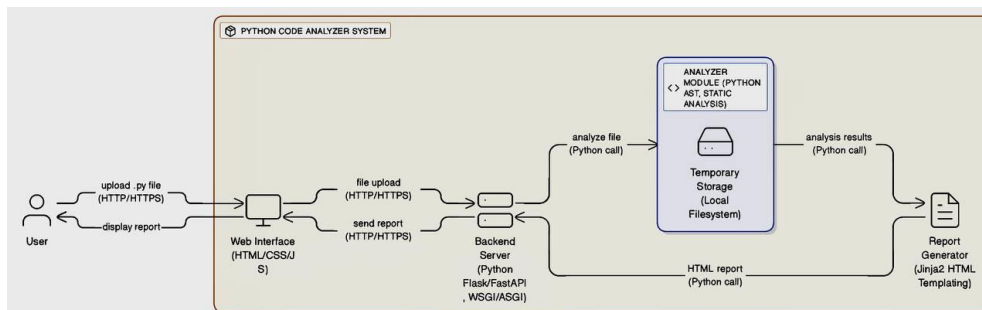 PYTHON CODE ANALYZER SYSTEM
ANALYZER
MODULE (PYTHON
AST, STATIC
ANALYSIS)
analyze file
(Python call)
analysis results
(Python call)
Temporary
Storage
(Local
Filesystem)
upload .py file
(HTTP/HTTPS)
display report
file upload
(HTTP/HTTPS)
send report
(HTTP/HTTPS)
User
Web Interface
(HTML/CSS/J
S)
Backend
Server
(Python
Flask/FastAPI
, WSGI/ASGI)
HTML report
(Python call)
Report
Generator
(Jinja2 HTML
Templating)